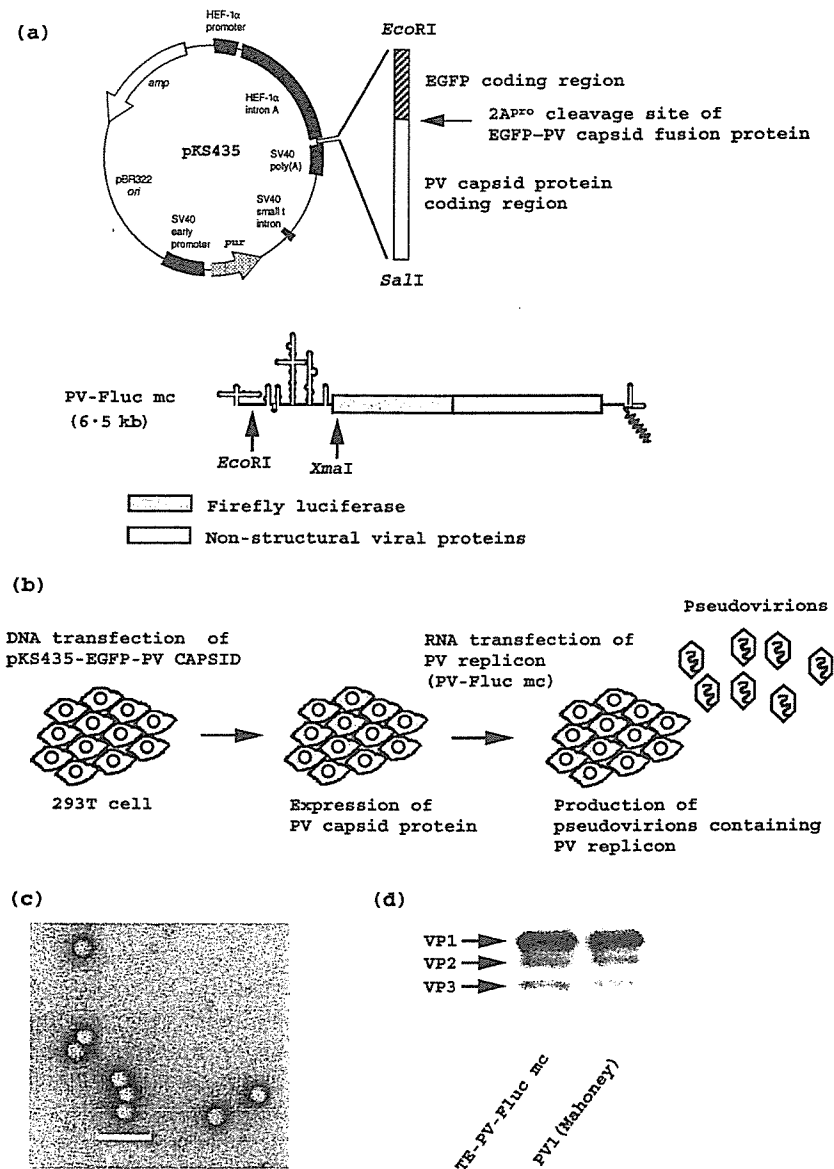 (a)
HEF-1α
promoter
amp
HEF-1α
intron A
pKS435
SV40
poly(A)
pBR322
ori
SV40
small t
intron
SV40
early
promoter
pur
EcoRI
EGFP coding region
2Apro cleavage site of
EGFP-PV capsid fusion protein
PV capsid protein
coding region
SalI
PV-Fluc mc
(6·5 kb)
EcoRI
XmaI
Firefly luciferase
Non-structural viral proteins
(b)
DNA transfection of
pKS435-EGFP-PV CAPSID
RNA transfection of
PV replicon
(PV-Fluc mc)
Pseudovirions
293T cell
Expression of
PV capsid protein
Production of
pseudovirions containing
PV replicon
(c)
(d)
VP1
VP2
VP3
TE-PV-Fluc mc
PV1(Mahoney)